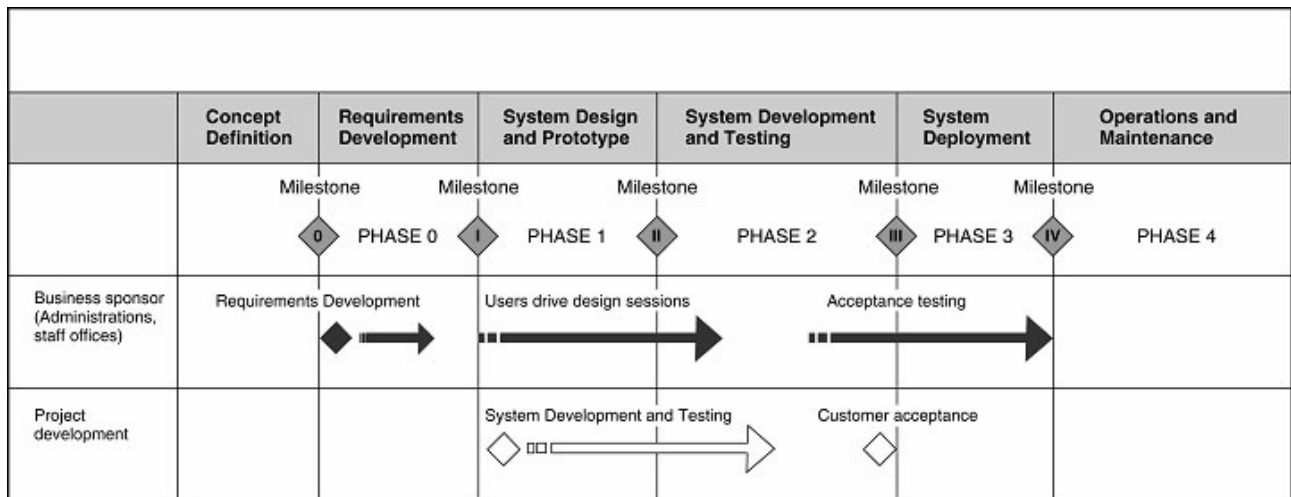 Concept
Definition
Requirements
Development
System Design
and Prototype
System Development
and Testing
System
Deployment
Operations and
Maintenance
Milestone
Milestone
Milestone
Milestone
Milestone
0
PHASE 0
I
PHASE 1
II
PHASE 2
III
PHASE 3
IV
PHASE 4
Business sponsor
(Administrations,
staff offices)
Requirements Development
Users drive design sessions
Acceptance testing
Project
development
System Development and Testing
Customer acceptance